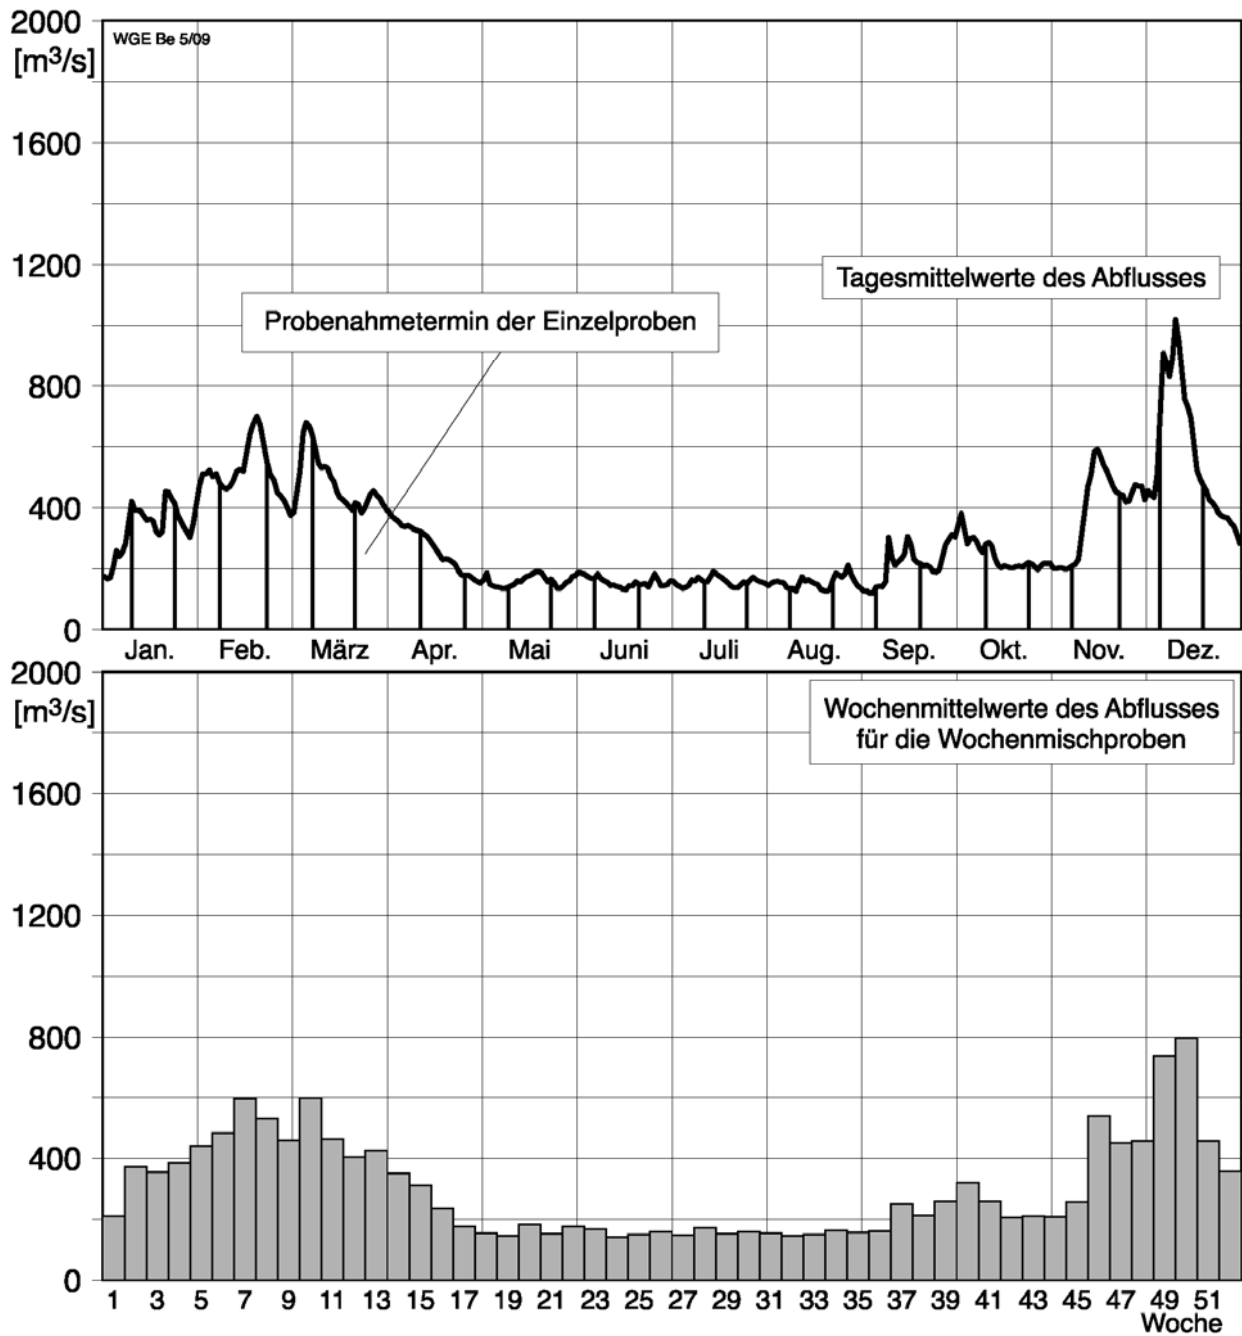 2000
[m³/s]
WGE Be 5/09
1600
1200
Tagesmittelwerte des Abflusses
Probenahmetermin der Einzelproben
800
400
0
Jan. Feb. März Apr. Mai Juni Juli Aug. Sep. Okt. Nov. Dez.
2000
[m³/s]
Wochenmittelwerte des Abflusses
für die Wochenmischproben
1600
1200
800
400
0
1 3 5 7 9 11 13 15 17 19 21 23 25 27 29 31 33 35 37 39 41 43 45 47 49 51
Woche